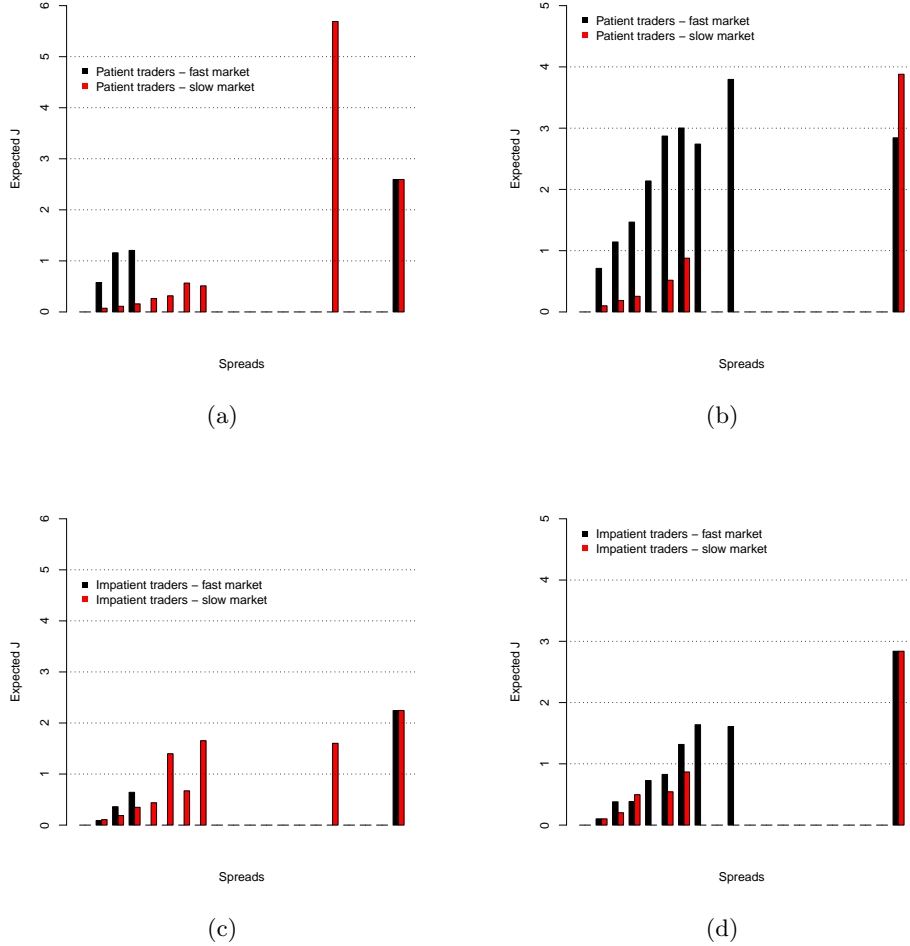 6
5
4
3
2
1
0
Expected J
Patient traders – fast market
Patient traders – slow market
Spreads
(a)
5
4
3
2
1
0
Expected J
Patient traders – fast market
Patient traders – slow market
Spreads
(b)
6
5
4
3
2
1
0
Expected J
Impatient traders – fast market
Impatient traders – slow market
Spreads
(c)
5
4
3
2
1
0
Expected J
Impatient traders – fast market
Impatient traders – slow market
Spreads
(d)